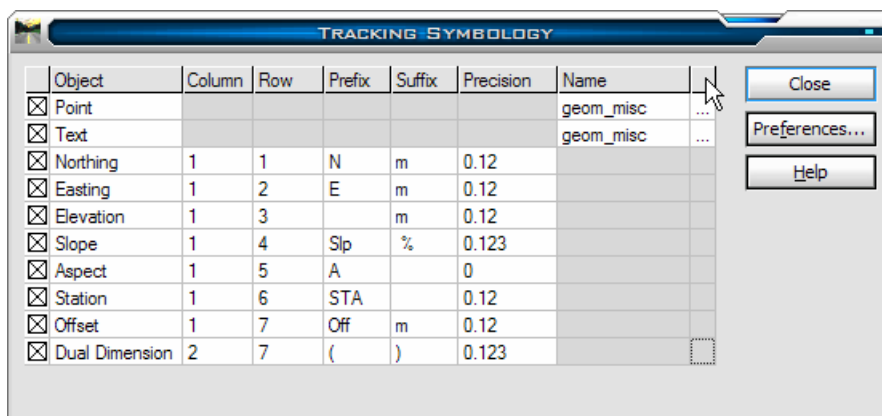 TRACKING SYMBOLOGY
Object Column Row Prefix Suffix Precision Name
Point geom_misc ...
Text geom_misc ...
Northing 1 1 N m 0.12
Easting 1 2 E m 0.12
Elevation 1 3 m 0.12
Slope 1 4 Slp % 0.123
Aspect 1 5 A 0
Station 1 6 STA 0.12
Offset 1 7 Off m 0.12
Dual Dimension 2 7 ( ) 0.123
Close
Preferences...
Help